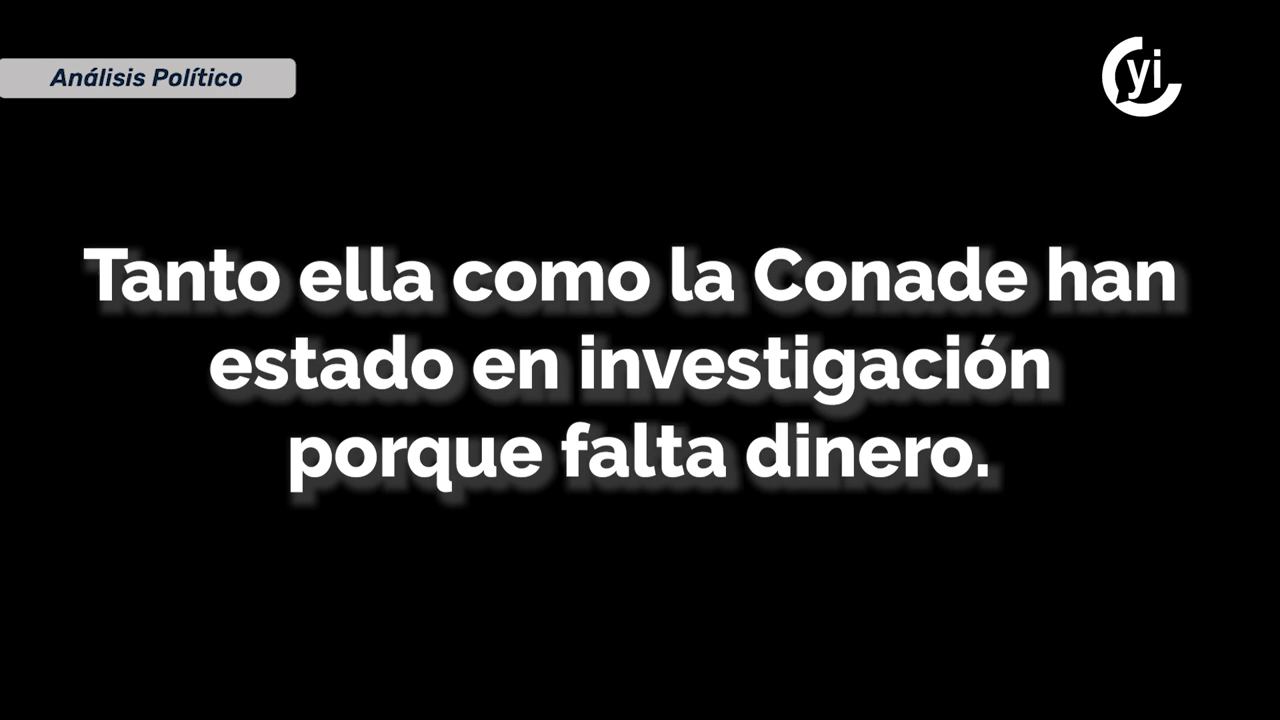 Análisis Político
yi
Tanto ella como la Conade han
estado en investigación
porque falta dinero.